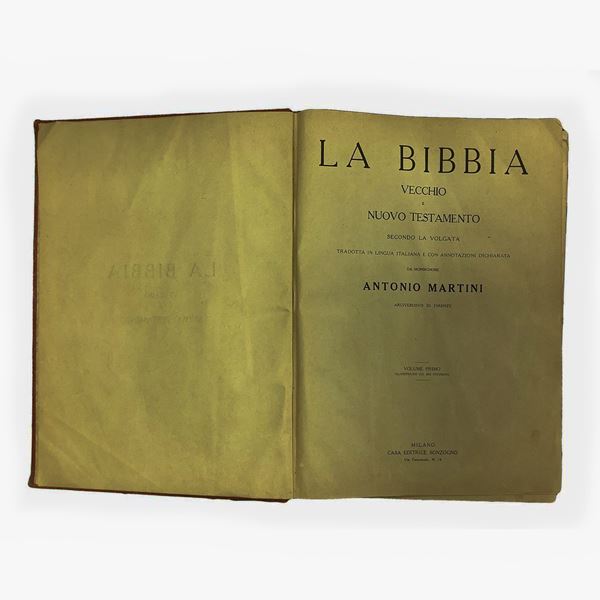 LA BIBBIA
VECCHIO
E
NUOVO TESTAMENTO
SECONDO LA VOLGATA
TRADOTTA IN LINGUA ITALIANA E CON ANNOTAZIONI DICHIARATA
DA MONSIGNORE
ANTONIO MARTINI
ARCIVESCOVO DI FIRENZE
VOLUME PRIMO
MILANO
CASA EDITRICE SONZOGNO